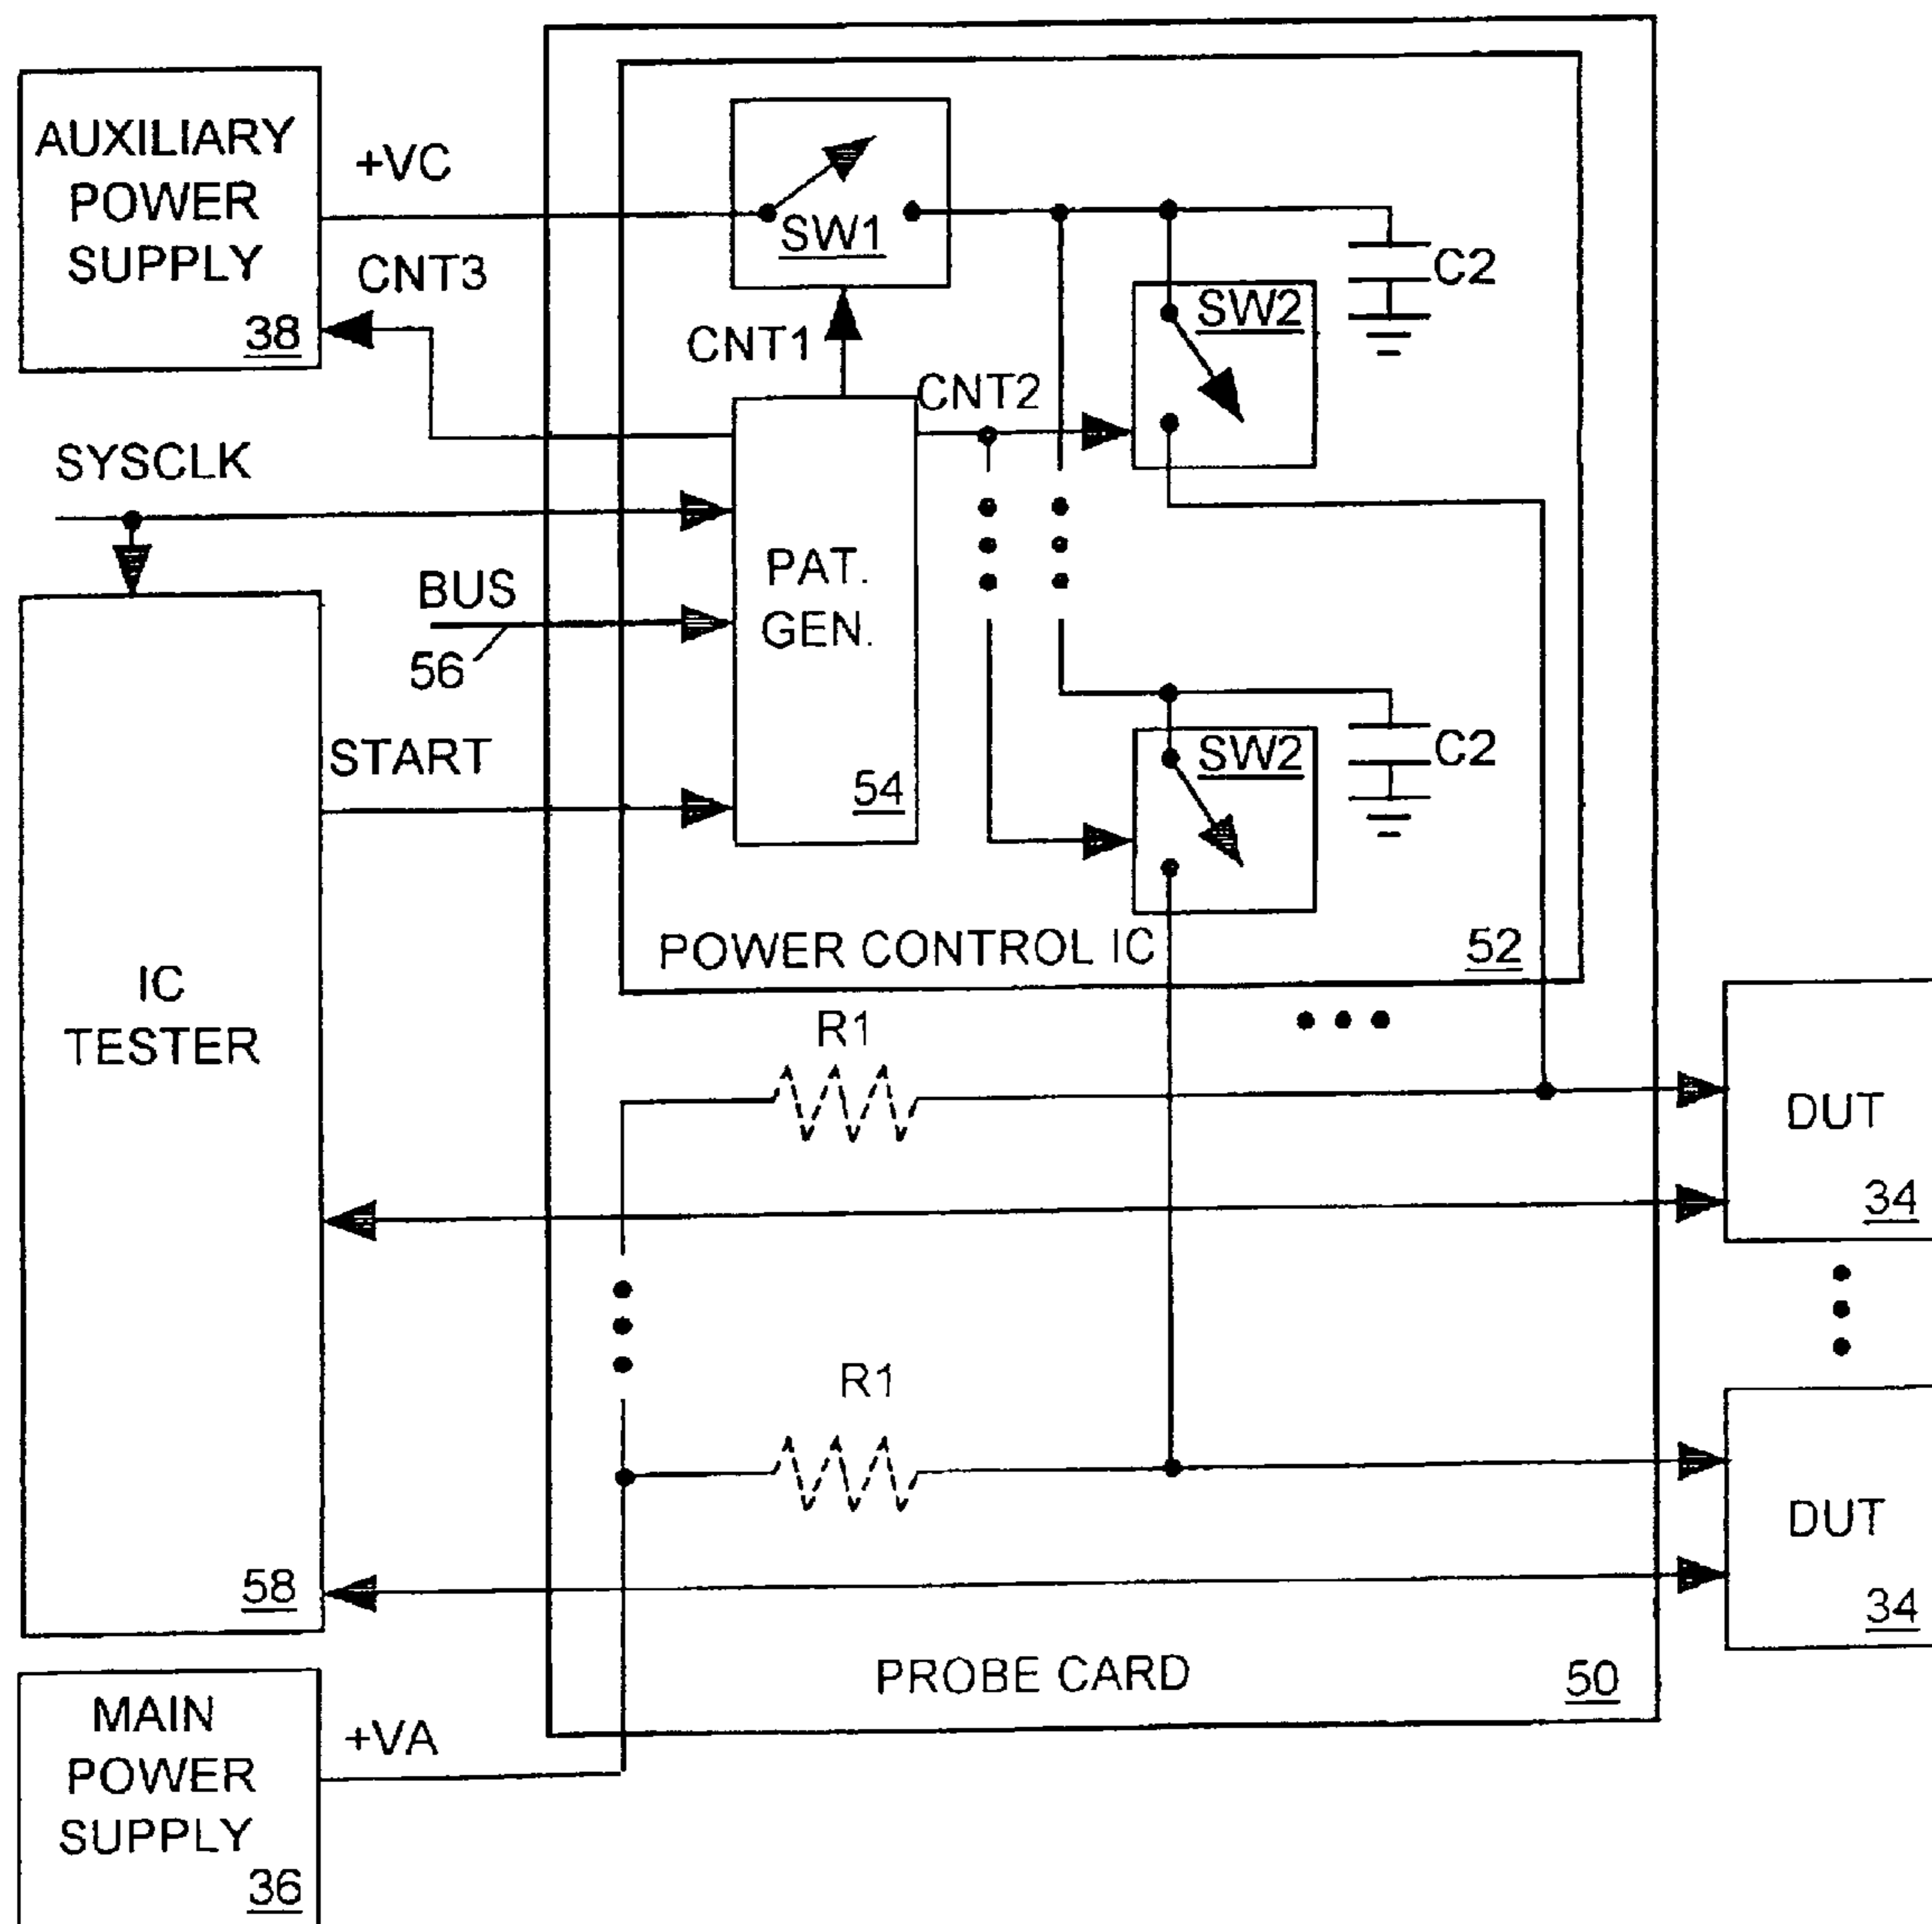 AUXILIARY
POWER
SUPPLY
38
+VC
CNT3
SW1
CNT1
CNT2
SW2
C2
SYSCLK
BUS
56
PAT.
GEN.
54
START
SW2
C2
POWER CONTROL IC
52
IC
TESTER
58
R1
DUT
34
R1
DUT
34
PROBE CARD
50
MAIN
POWER
SUPPLY
36
+VA